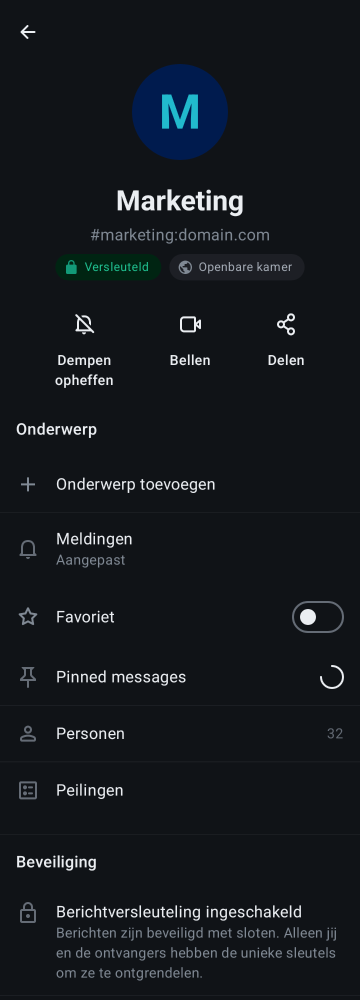 M
Marketing
#marketing:domain.com
Versleuteld
Openbare kamer
Dempen
opheffen
Bellen
Delen
Onderwerp
Onderwerp toevoegen
Meldingen
Aangepast
Favoriet
Pinned messages
Personen
32
Peilingen
Beveiliging
Berichtversleuteling ingeschakeld
Berichten zijn beveiligd met sloten. Alleen jij
en de ontvangers hebben de unieke sleutels
om ze te ontgrendelen.